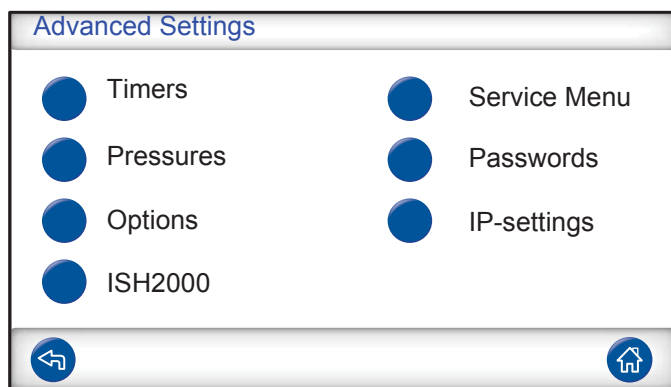 Advanced Settings
Timers
Pressures
Options
ISH2000
Service Menu
Passwords
IP-settings